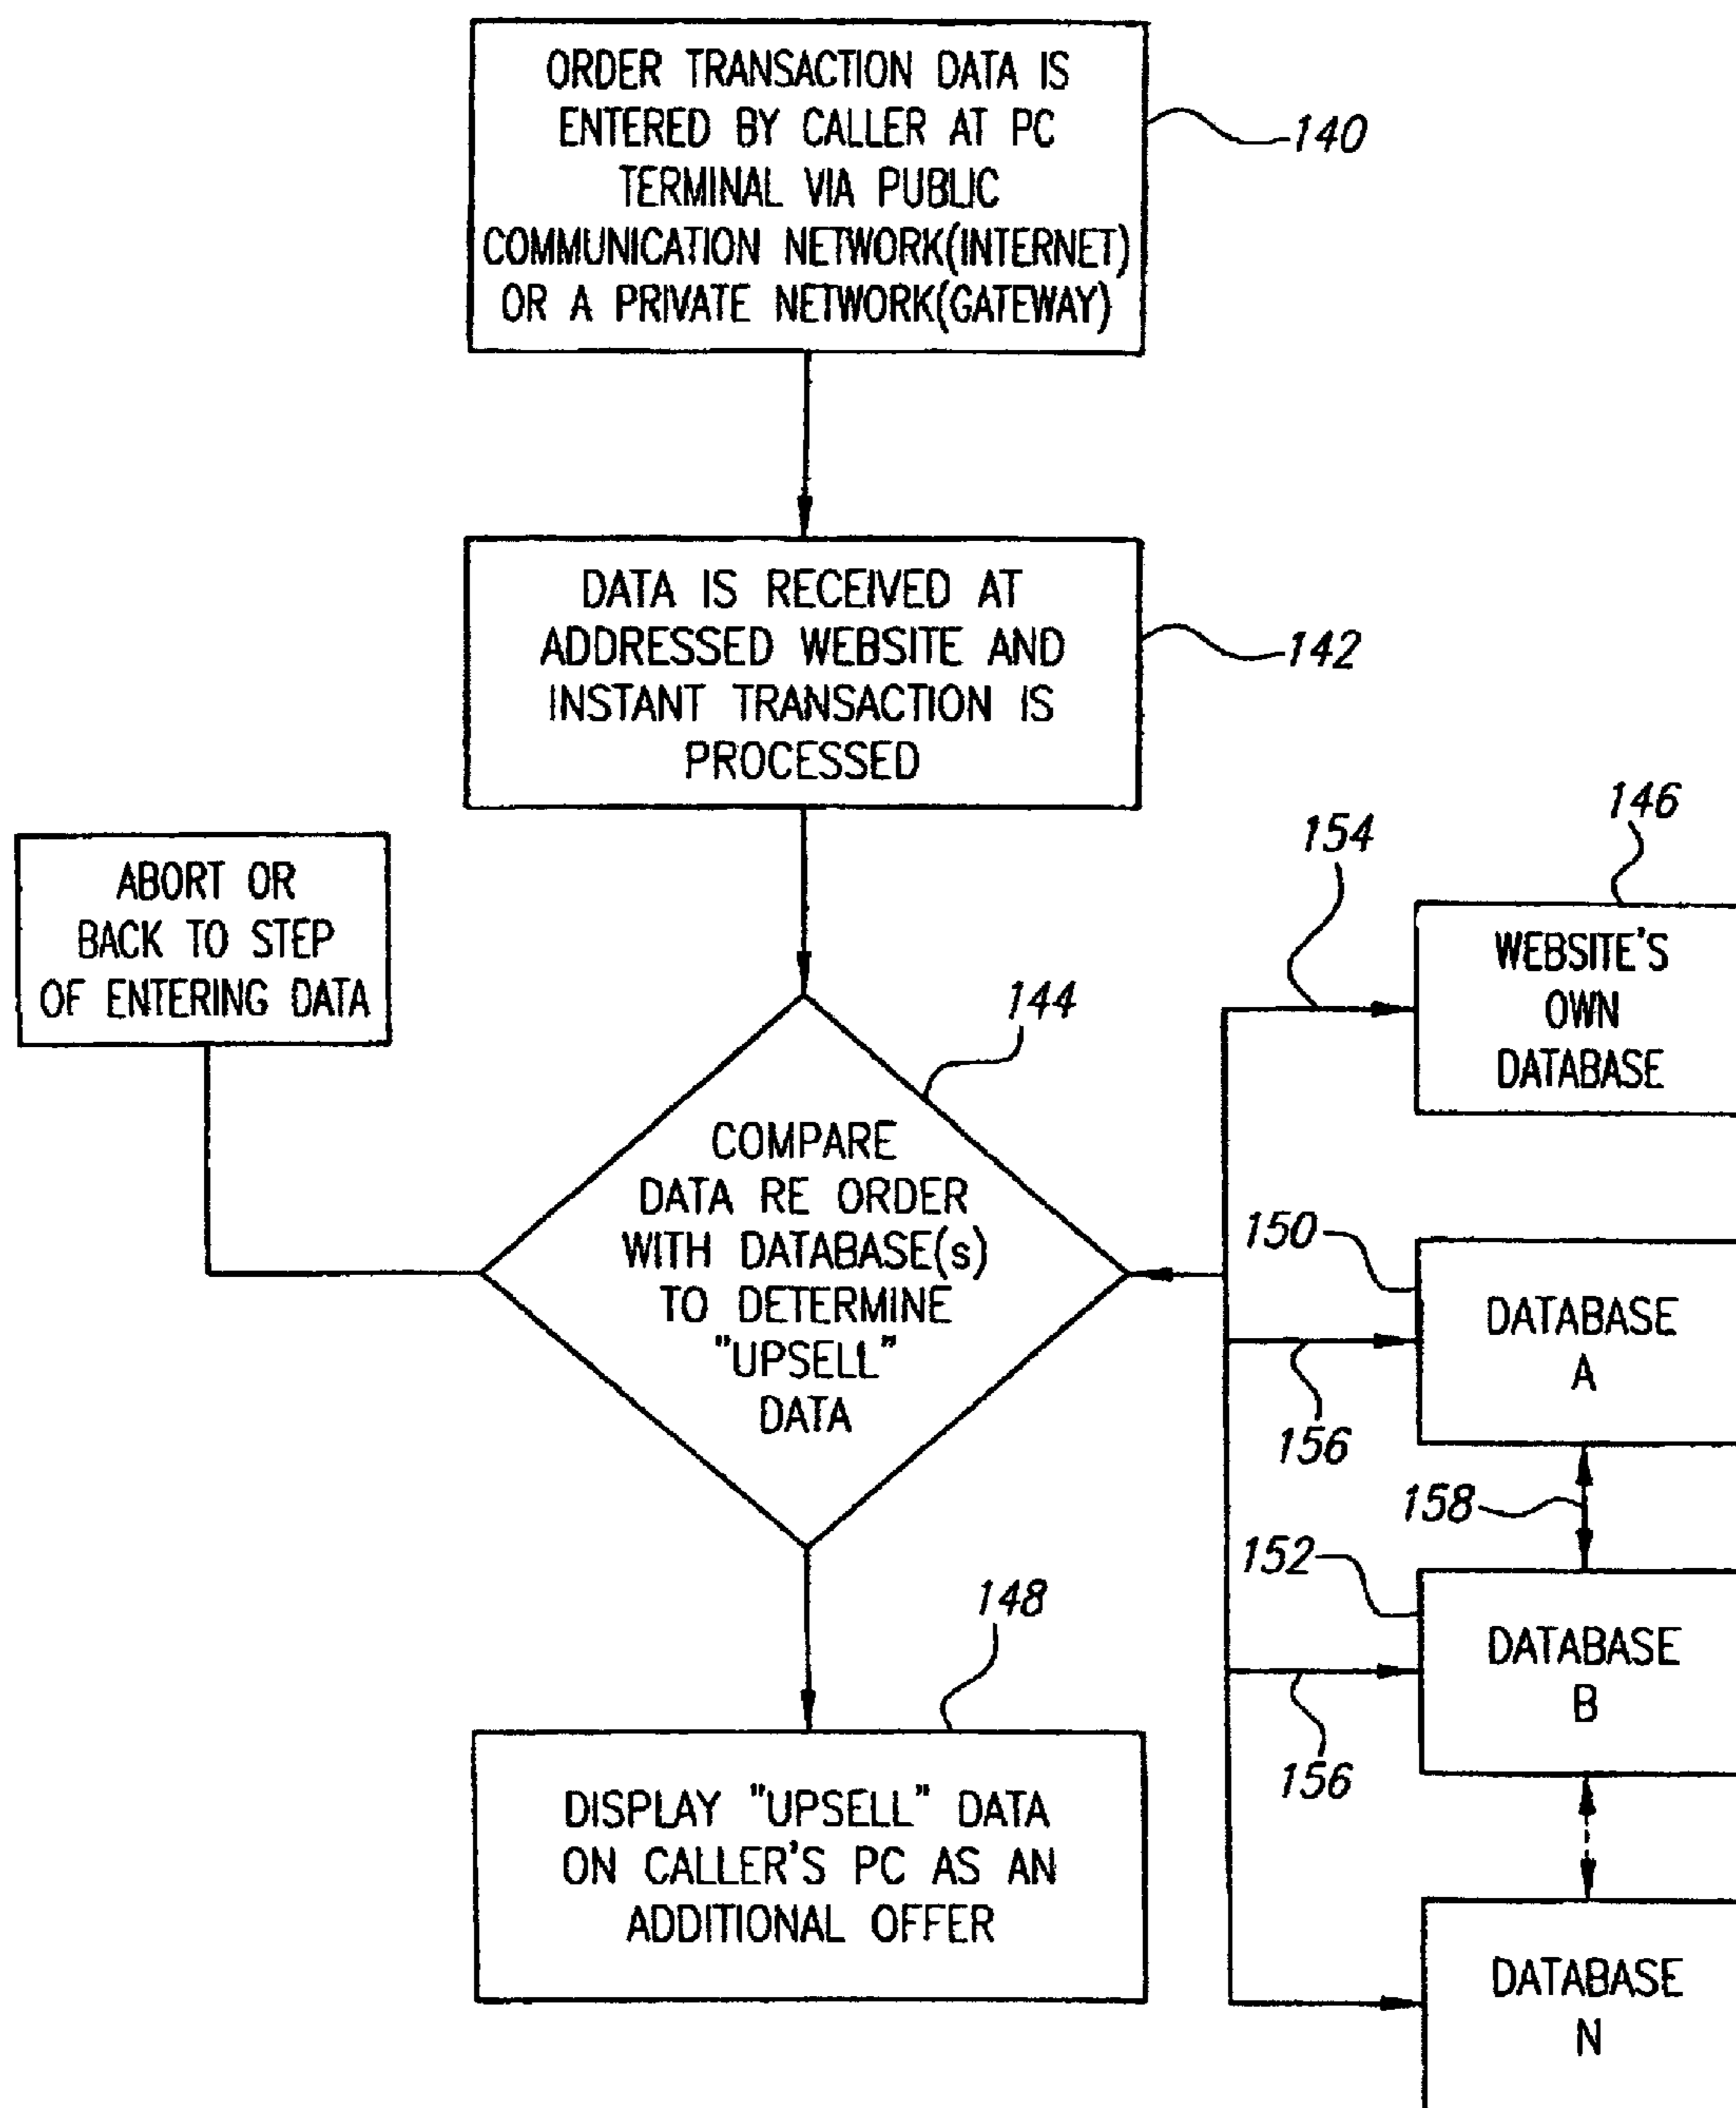 ORDER TRANSACTION DATA IS
ENTERED BY CALLER AT PC
TERMINAL VIA PUBLIC
COMMUNICATION NETWORK(INTERNET)
OR A PRIVATE NETWORK(GATEWAY)
140
DATA IS RECEIVED AT
ADDRESSED WEBSITE AND
INSTANT TRANSACTION IS
PROCESSED
142
ABORT OR
BACK TO STEP
OF ENTERING DATA
144
COMPARE
DATA RE ORDER
WITH DATABASE(s)
TO DETERMINE
"UPSELL"
DATA
154
146
WEBSITE'S
OWN
DATABASE
150
DATABASE
A
156
158
152
DATABASE
B
156
148
DISPLAY "UPSELL" DATA
ON CALLER'S PC AS AN
ADDITIONAL OFFER
DATABASE
N